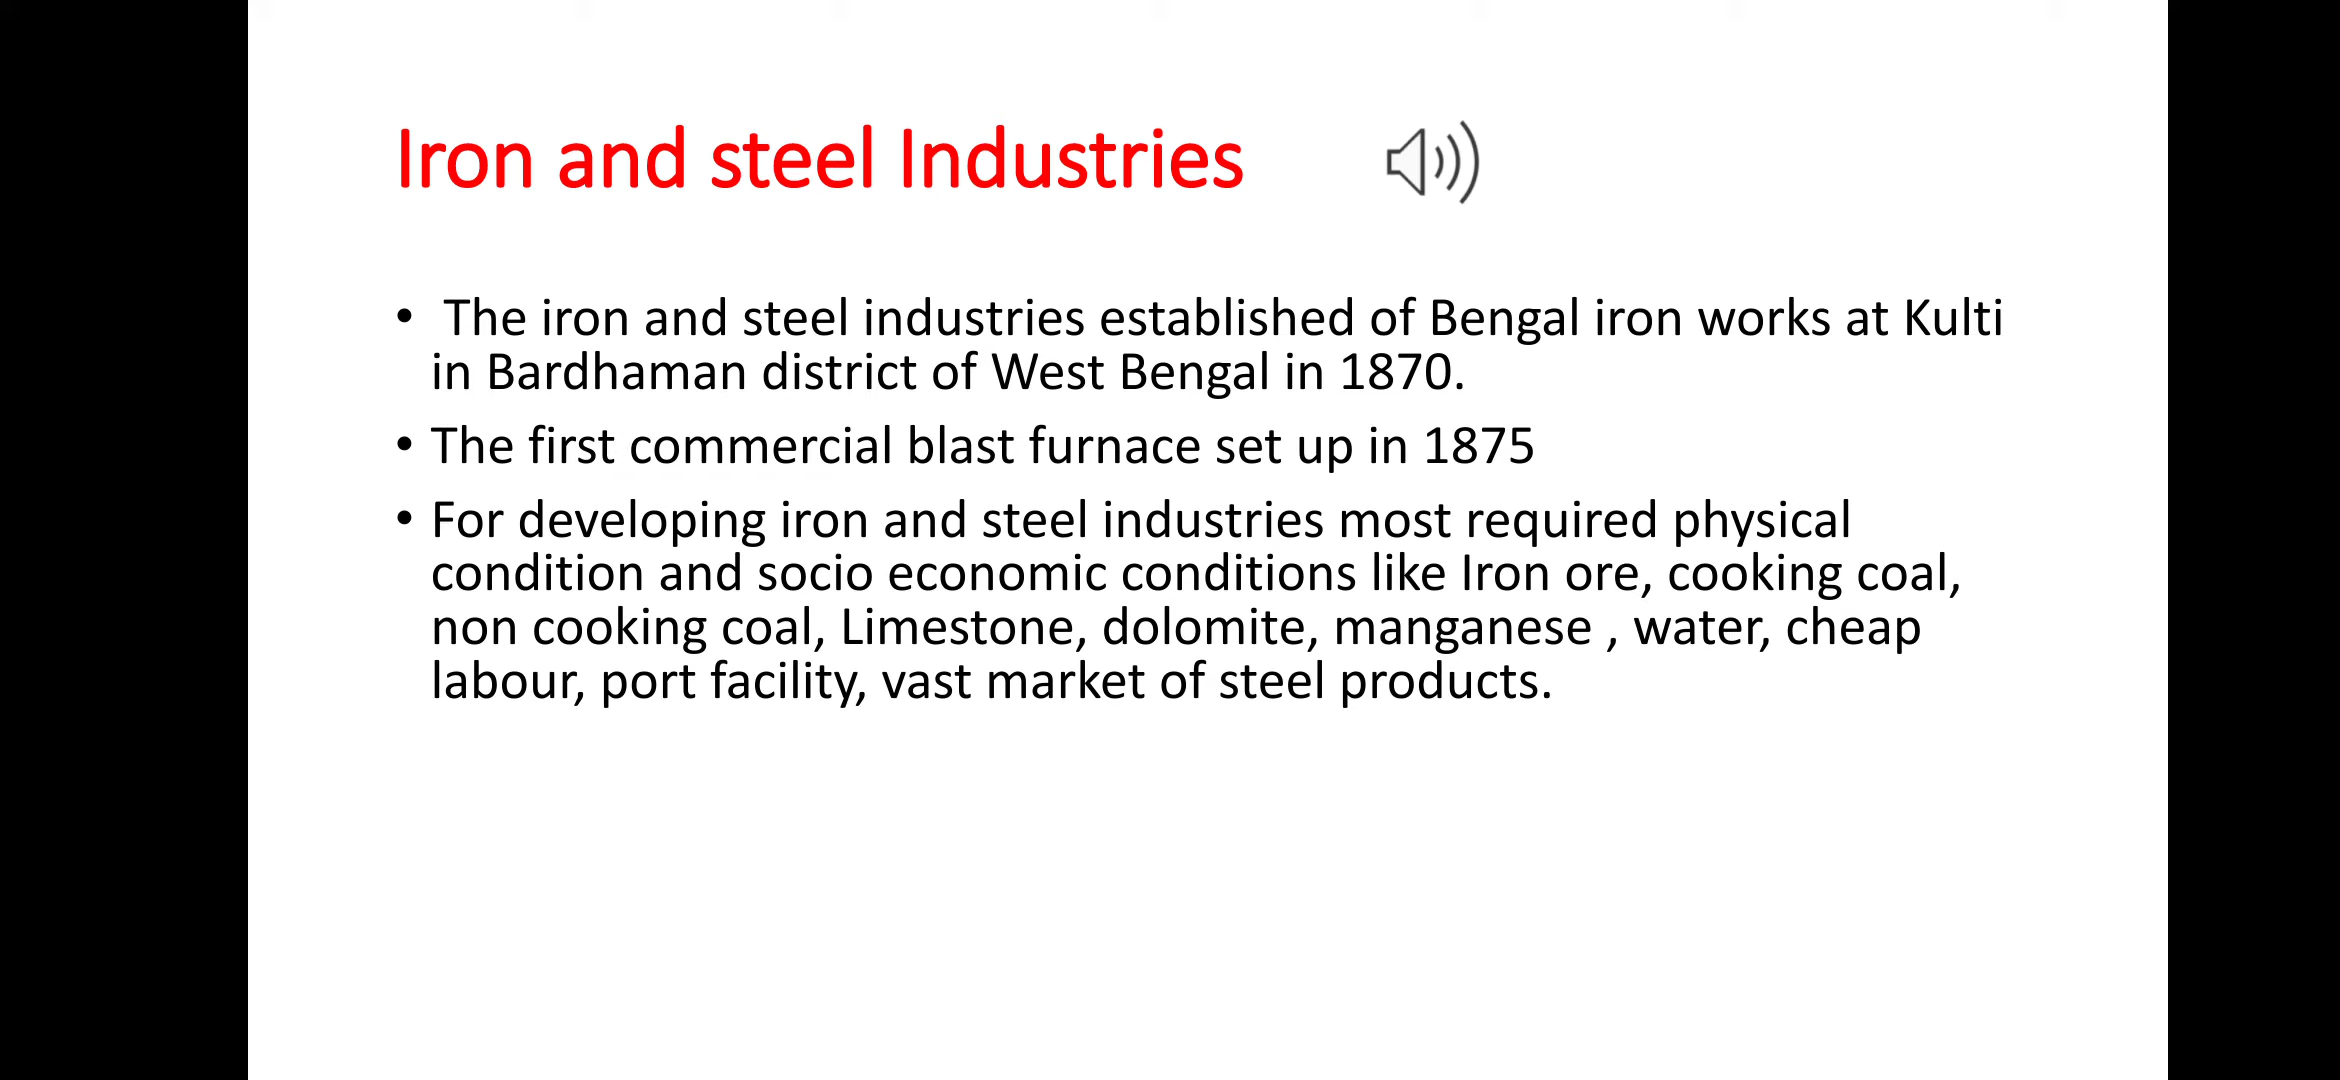 Iron and steel Industries
• The iron and steel industries established of Bengal iron works at Kulti
in Bardhaman district of West Bengal in 1870.
• The first commercial blast furnace set up in 1875
• For developing iron and steel industries most required physical
condition and socio economic conditions like Iron ore, cooking coal,
non cooking coal, Limestone, dolomite, manganese , water, cheap
labour, port facility, vast market of steel products.